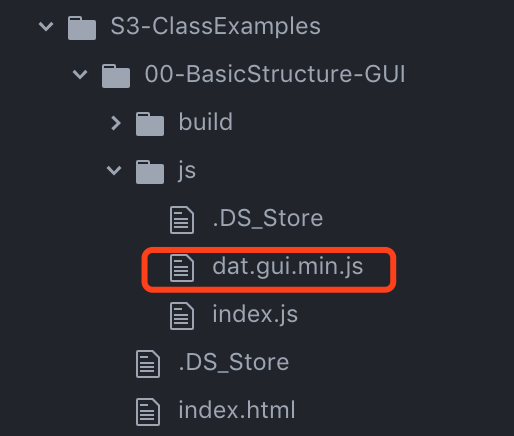 S3-ClassExamples
00-BasicStructure-GUI
build
js
.DS_Store
dat.gui.min.js
index.js
.DS_Store
index.html